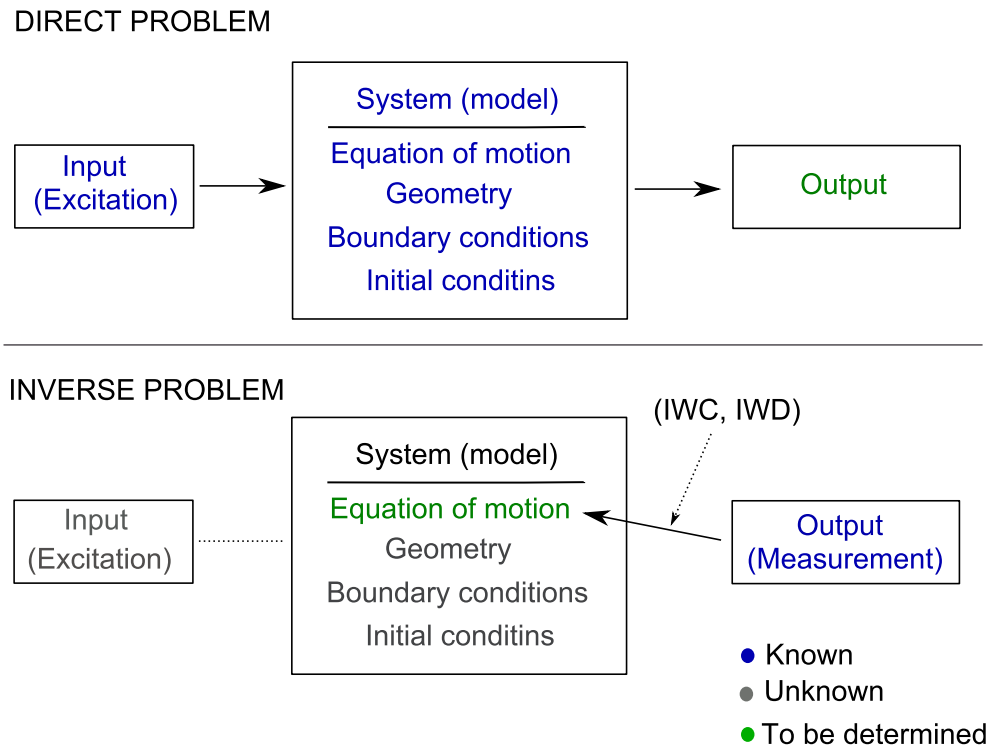 DIRECT PROBLEM
Input
(Excitation)
System (model)
Equation of motion
Geometry
Boundary conditions
Initial conditins
Output
INVERSE PROBLEM
Input
(Excitation)
System (model)
Equation of motion
Geometry
Boundary conditions
Initial conditins
(IWC, IWD)
Output
(Measurement)
Known
Unknown
To be determined